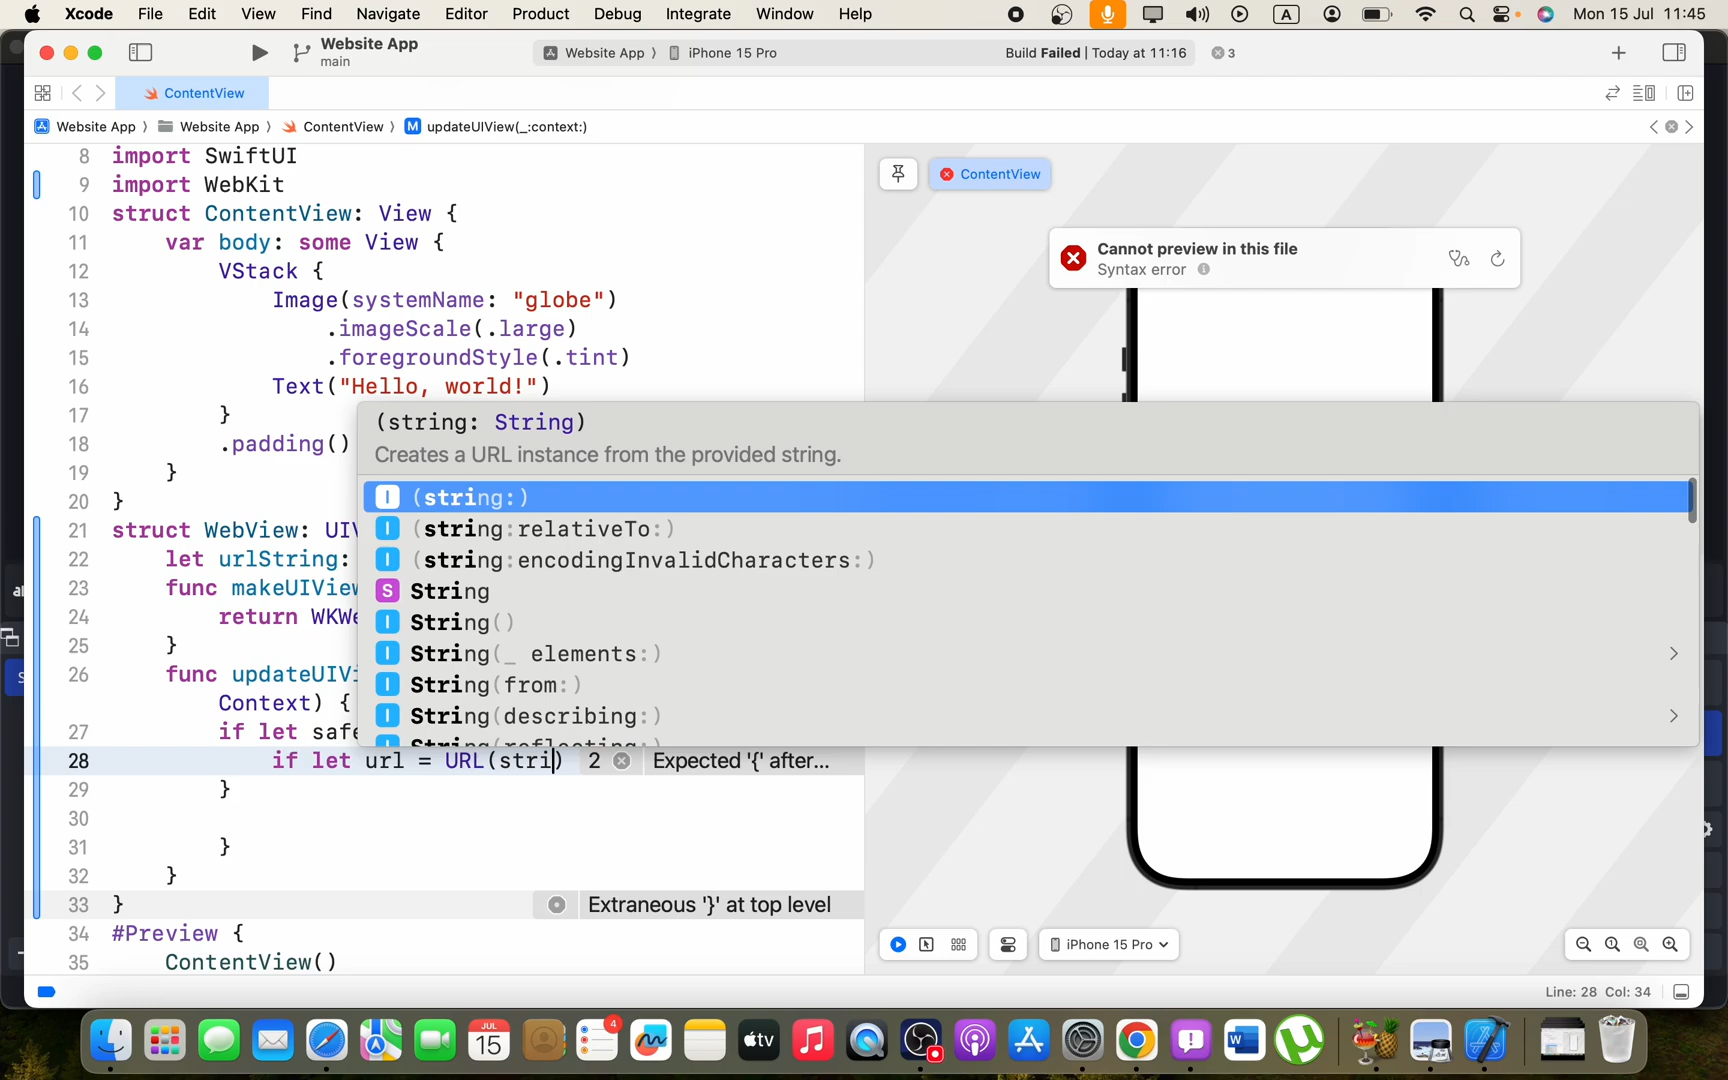 Xcode File Edit View Find Navigate Editor Product Debug Integrate Window Help A Mon 15 Jul 11:45
Website App
main
Website App 〉 iPhone 15 Pro Build Failed | Today at 11:16 3
ContentView
Website App 〉 Website App 〉 ContentView 〉 M updateUIView(_:context:)
8 import SwiftUI
9 import WebKit
10 struct ContentView: View {
11 var body: some View {
12 VStack {
13 Image(systemName: "globe")
14 .imageScale(.large)
15 .foregroundStyle(.tint)
16 Text("Hello, world!")
17 }
18 .padding()
19 }
20 }
21 struct WebView: UIV
22 let urlString:
23 func makeUIView
24 return WKWe
25 }
26 func updateUIVi
Context) {
27 if let safe
28 if let url = URL(stri) 2 Expected '{' after...
29 }
30
31 }
32 }
33 } Extraneous '}' at top level
34 #Preview {
35 ContentView()
(string: String)
Creates a URL instance from the provided string.
I (string:)
I (string:relativeTo:)
I (string:encodingInvalidCharacters:)
S String
I String()
I String(_ elements:)
I String(from:)
I String(describing:)
I String(reflecting:)
ContentView
Cannot preview in this file
Syntax error
iPhone 15 Pro
Line: 28 Col: 34
JUL
15
4
tv
W